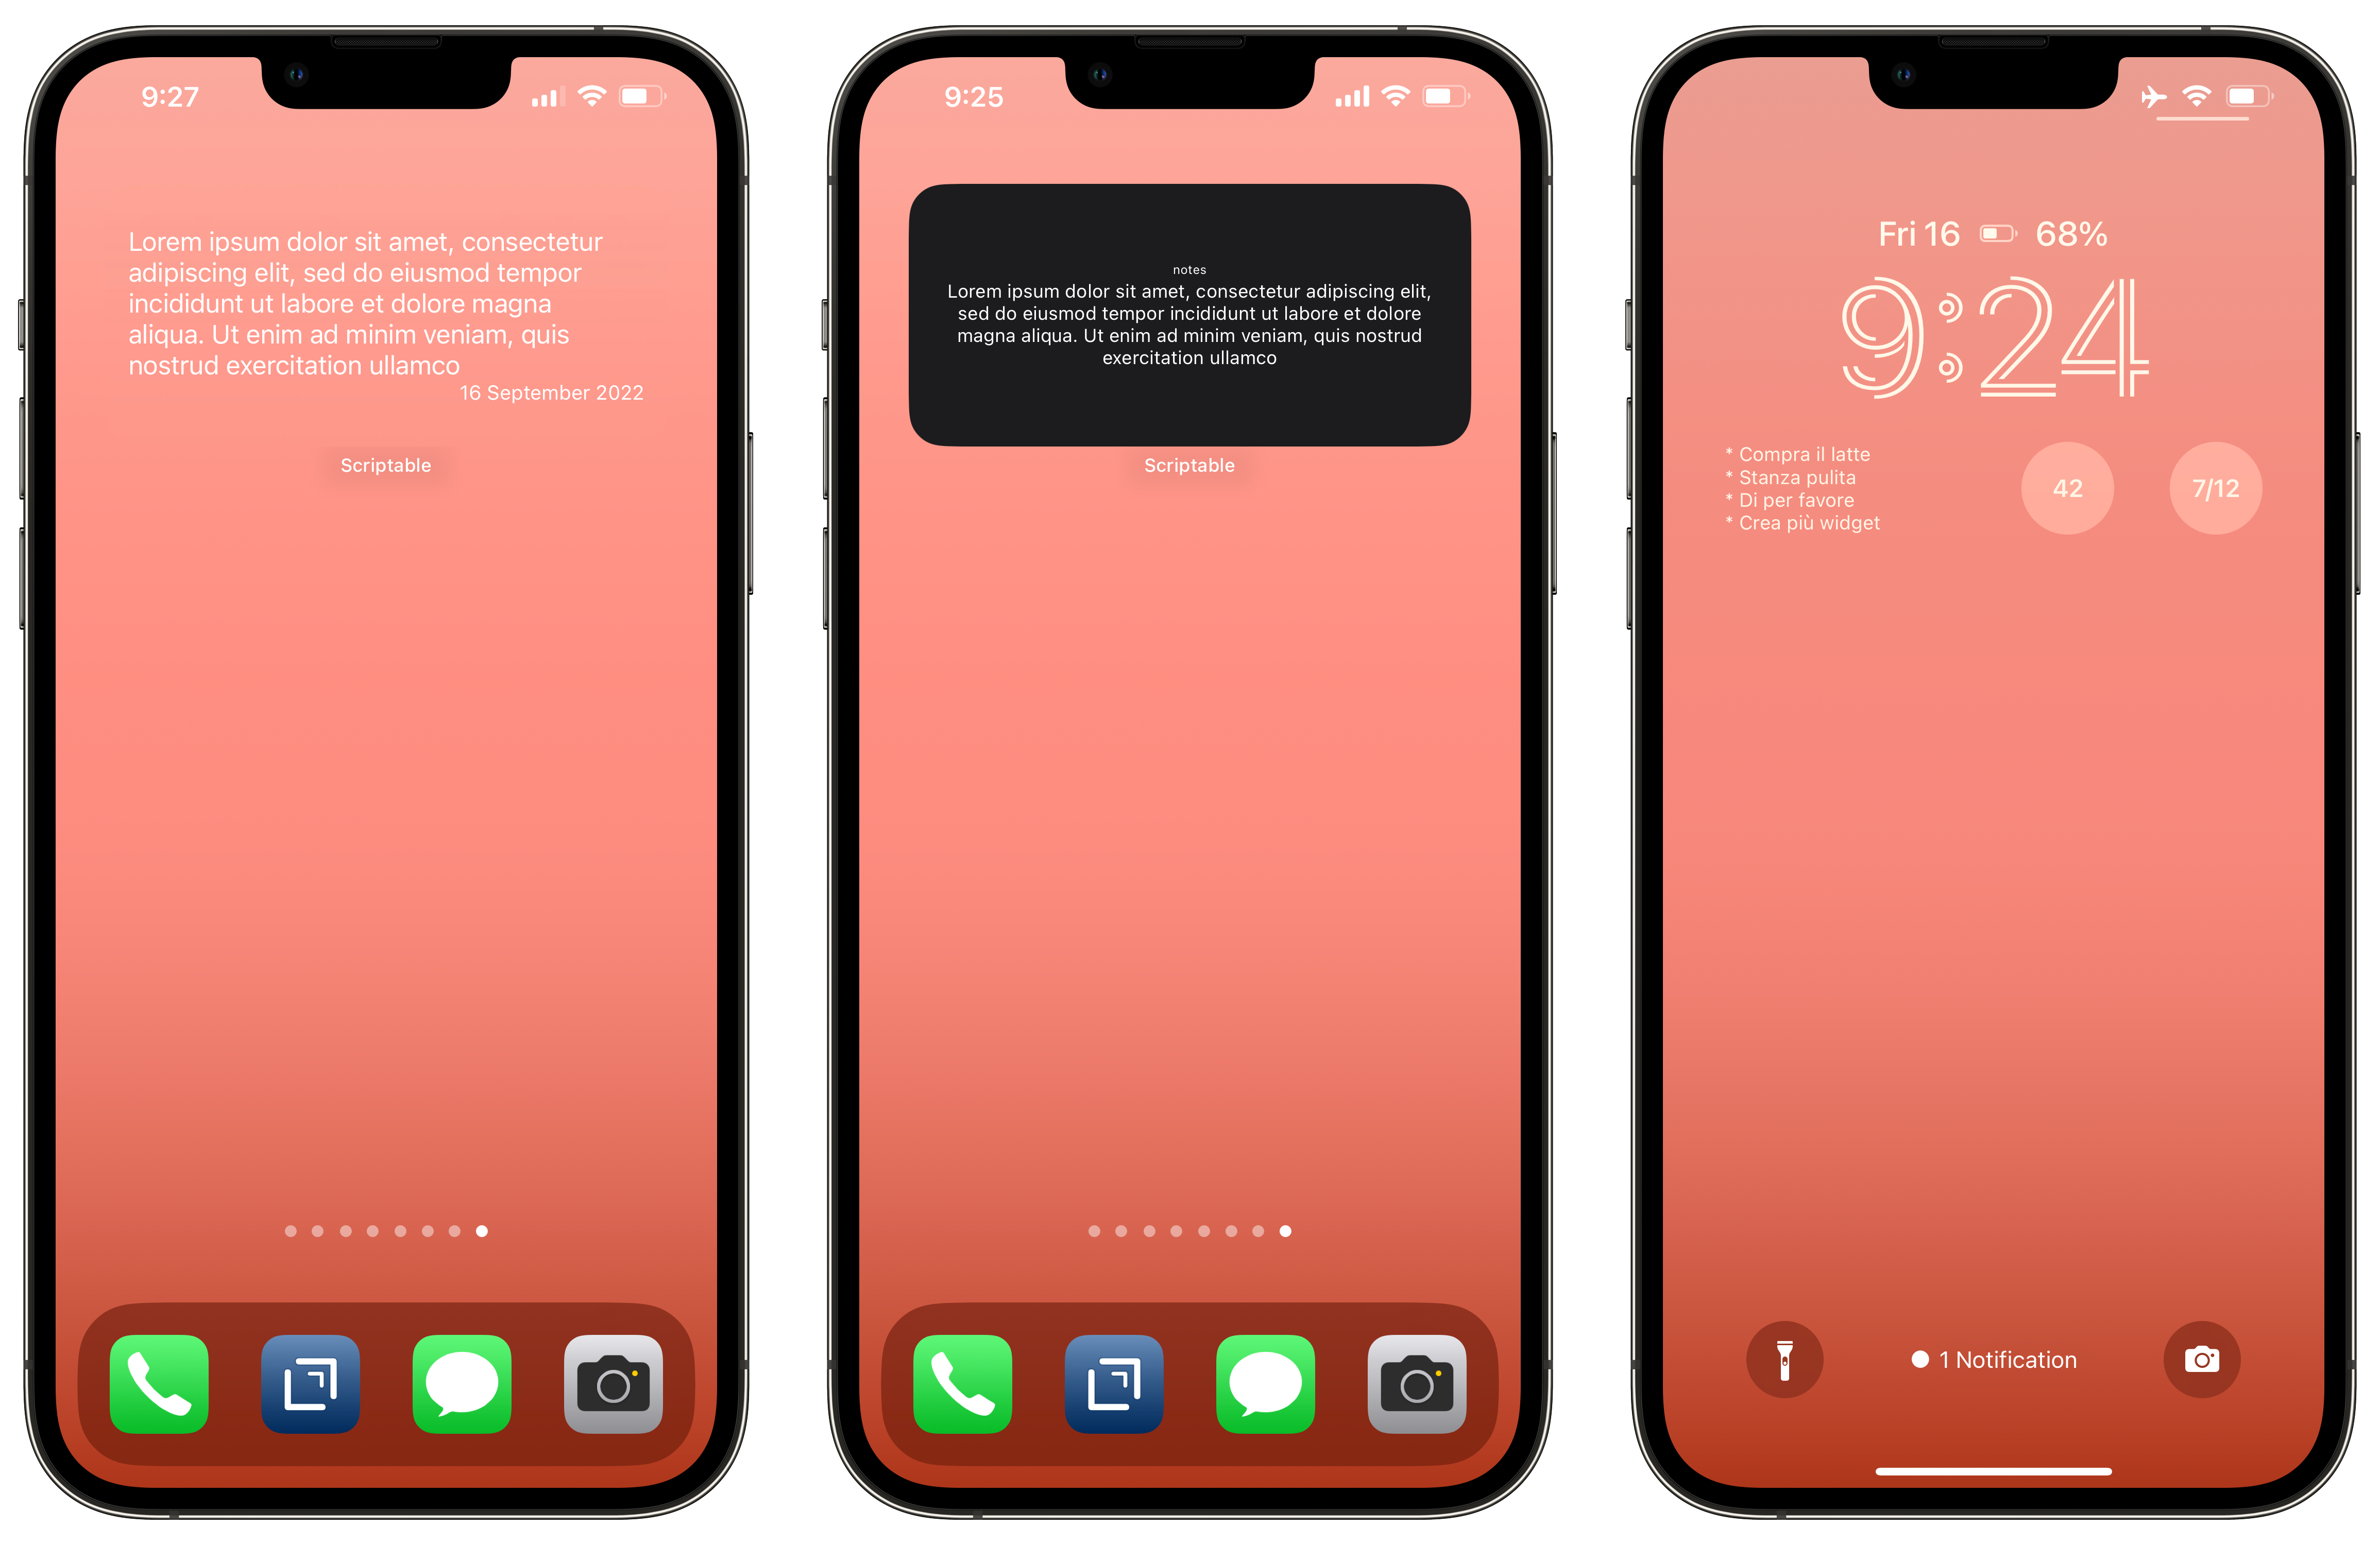 9:27
Lorem ipsum dolor sit amet, consectetur
adipiscing elit, sed do eiusmod tempor
incididunt ut labore et dolore magna
aliqua. Ut enim ad minim veniam, quis
nostrud exercitation ullamco
16 September 2022
Scriptable
9:25
notes
Lorem ipsum dolor sit amet, consectetur adipiscing elit,
sed do eiusmod tempor incididunt ut labore et dolore
magna aliqua. Ut enim ad minim veniam, quis nostrud
exercitation ullamco
Scriptable
Fri 16 68%
9:24
* Compra il latte
* Stanza pulita
* Di per favore
* Crea più widget
42
7/12
1 Notification